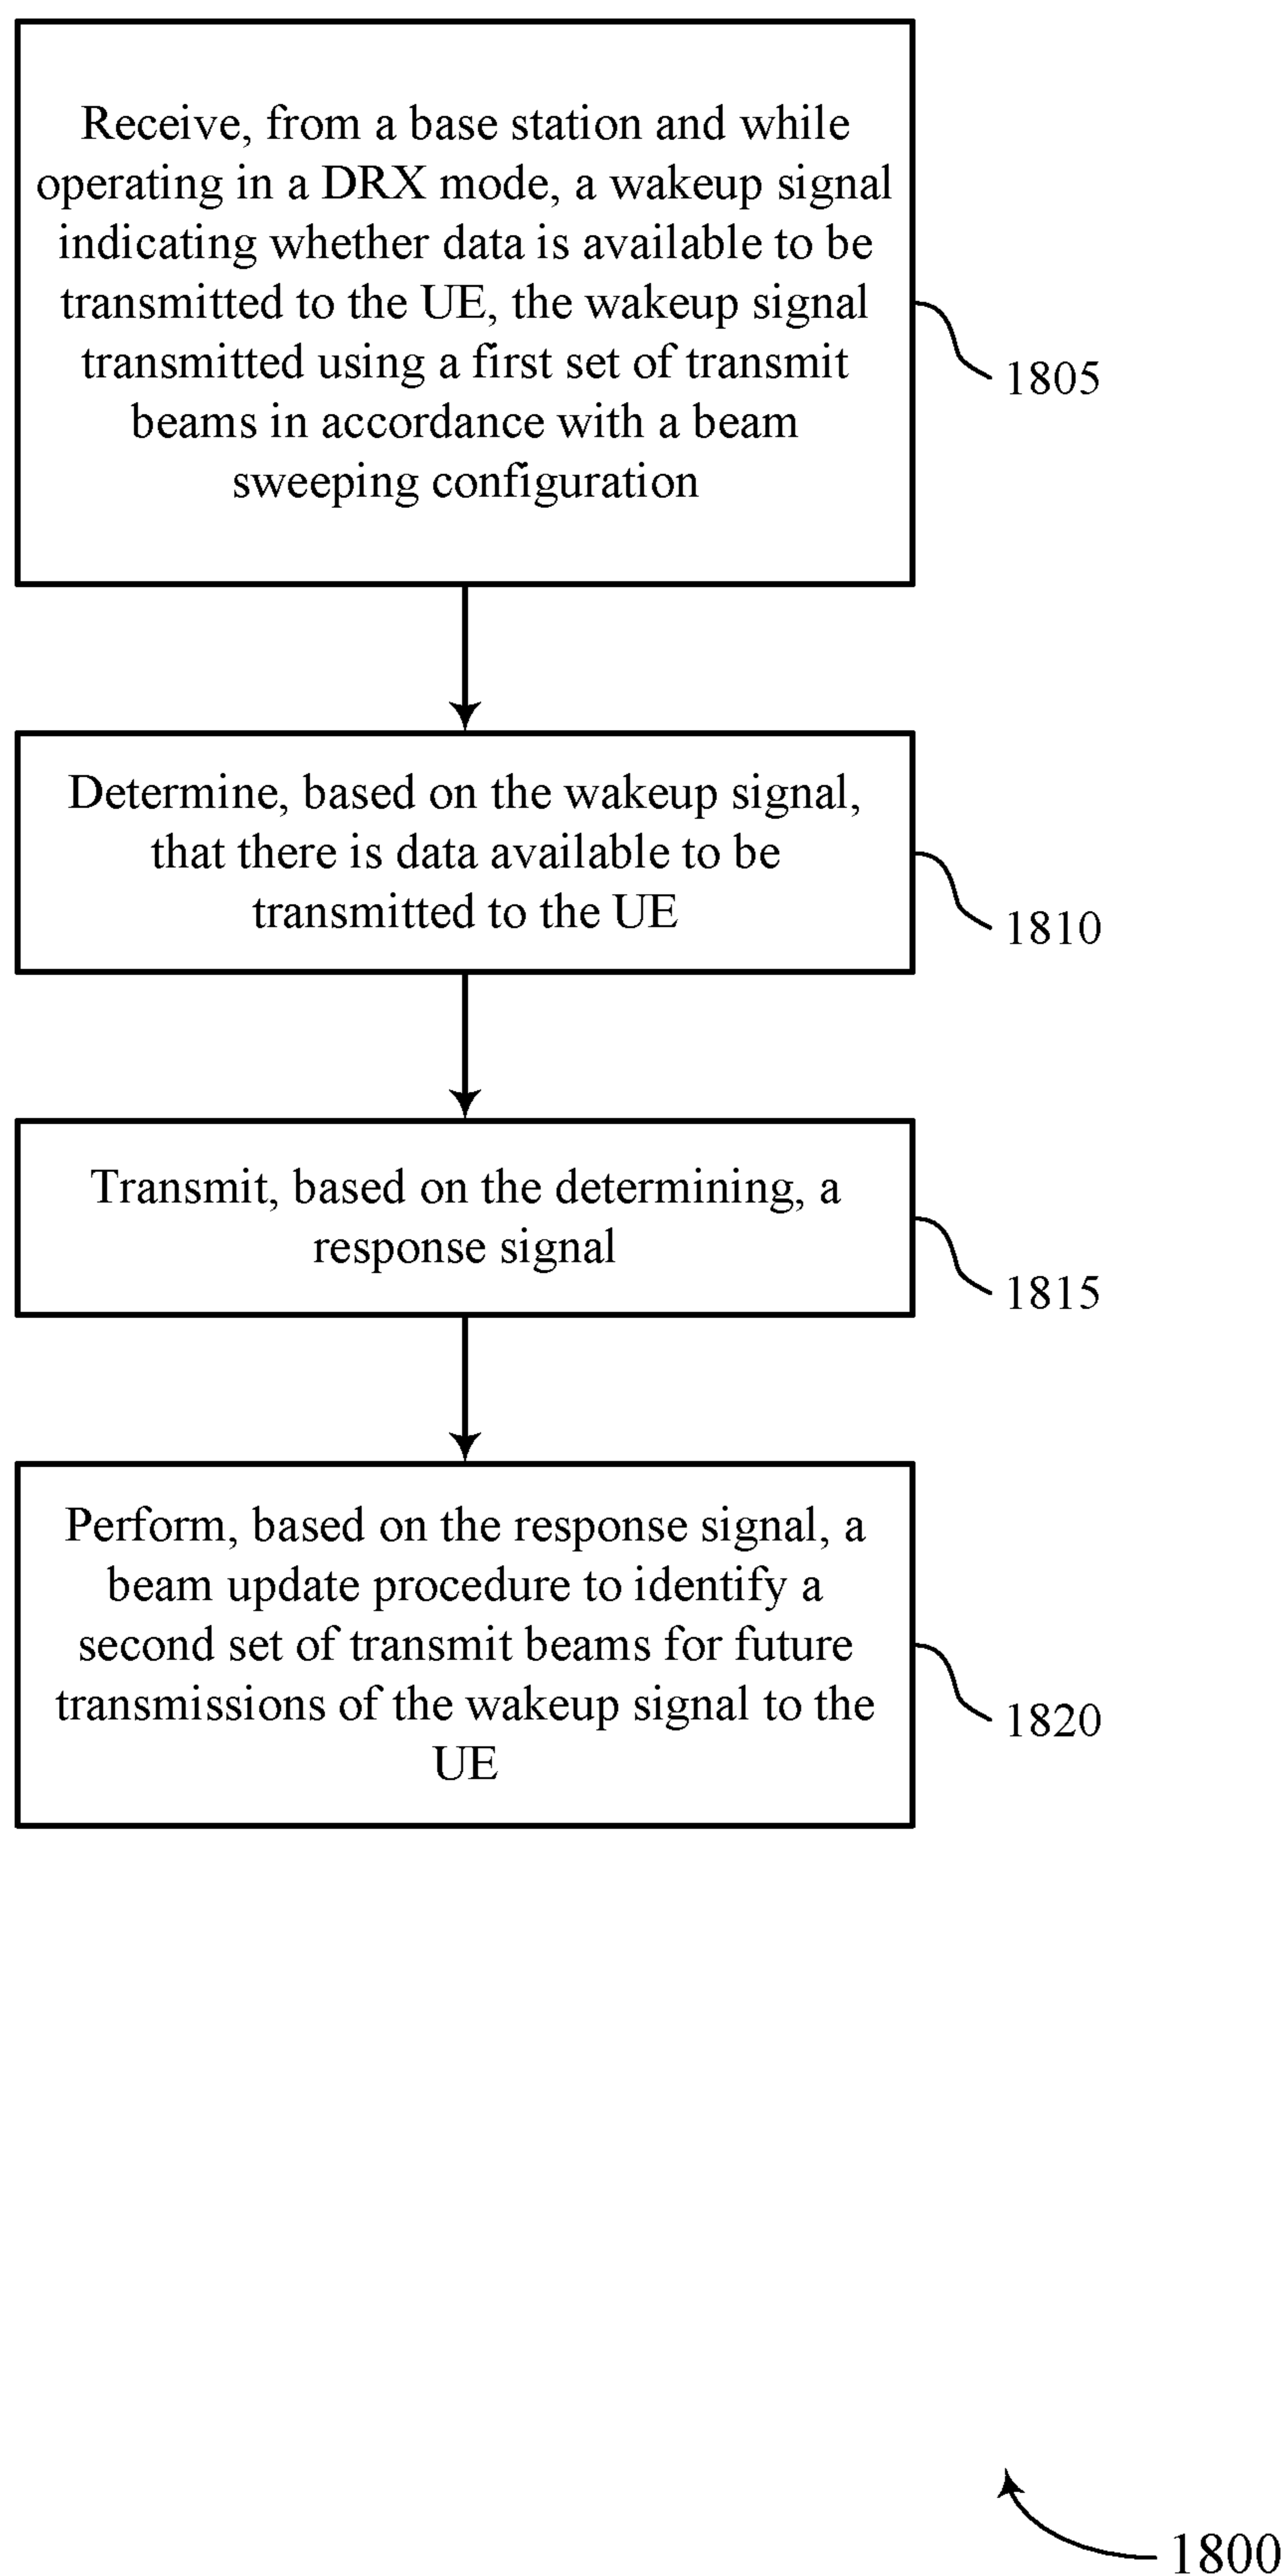 Receive, from a base station and while
operating in a DRX mode, a wakeup signal
indicating whether data is available to be
transmitted to the UE, the wakeup signal
transmitted using a first set of transmit
beams in accordance with a beam
sweeping configuration
1805
Determine, based on the wakeup signal,
that there is data available to be
transmitted to the UE
1810
Transmit, based on the determining, a
response signal
1815
Perform, based on the response signal, a
beam update procedure to identify a
second set of transmit beams for future
transmissions of the wakeup signal to the
UE
1820
1800